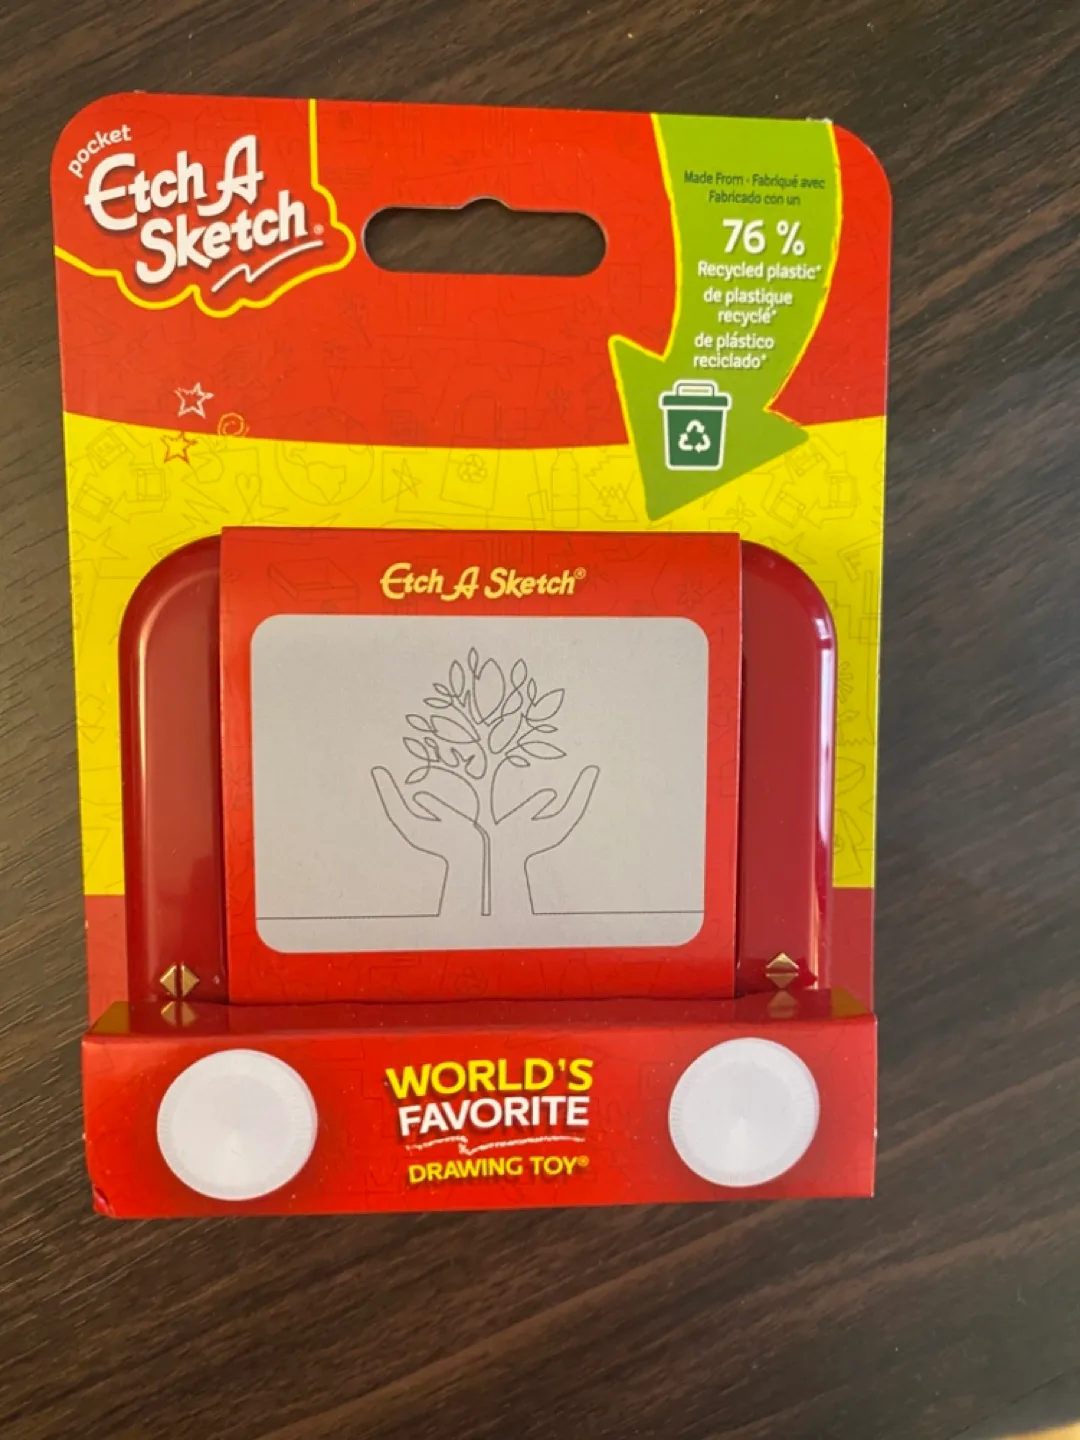 pocket
Etch A
Sketch®
Made From · Fabriqué avec
Fabricado con un
76 %
Recycled plastic*
de plastique
recyclé*
de plástico
reciclado*
Etch A Sketch®
WORLD'S
FAVORITE
DRAWING TOY®